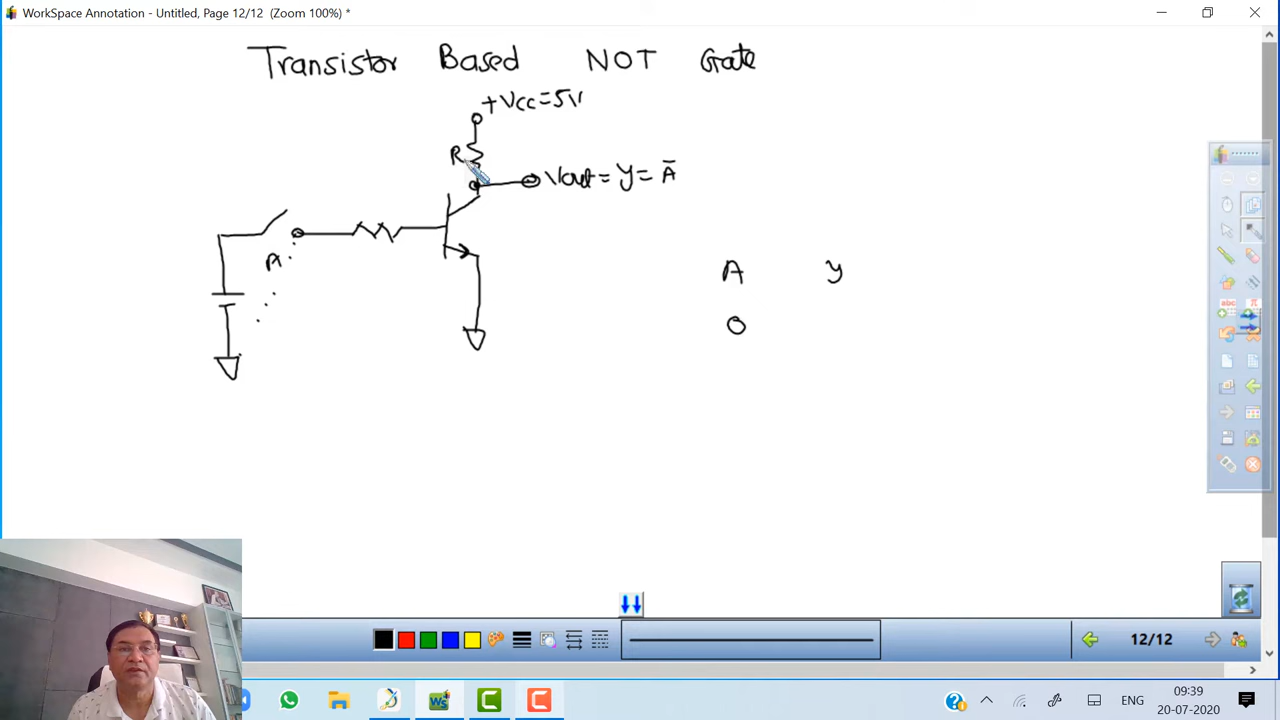 WorkSpace Annotation - Untitled, Page 12/12 (Zoom 100%) *
Transistor Based NOT Gate
+Vcc=5V
R
Vout = Y = Ā
A
A y
0
abc
12/12
ENG
09:39
20-07-2020